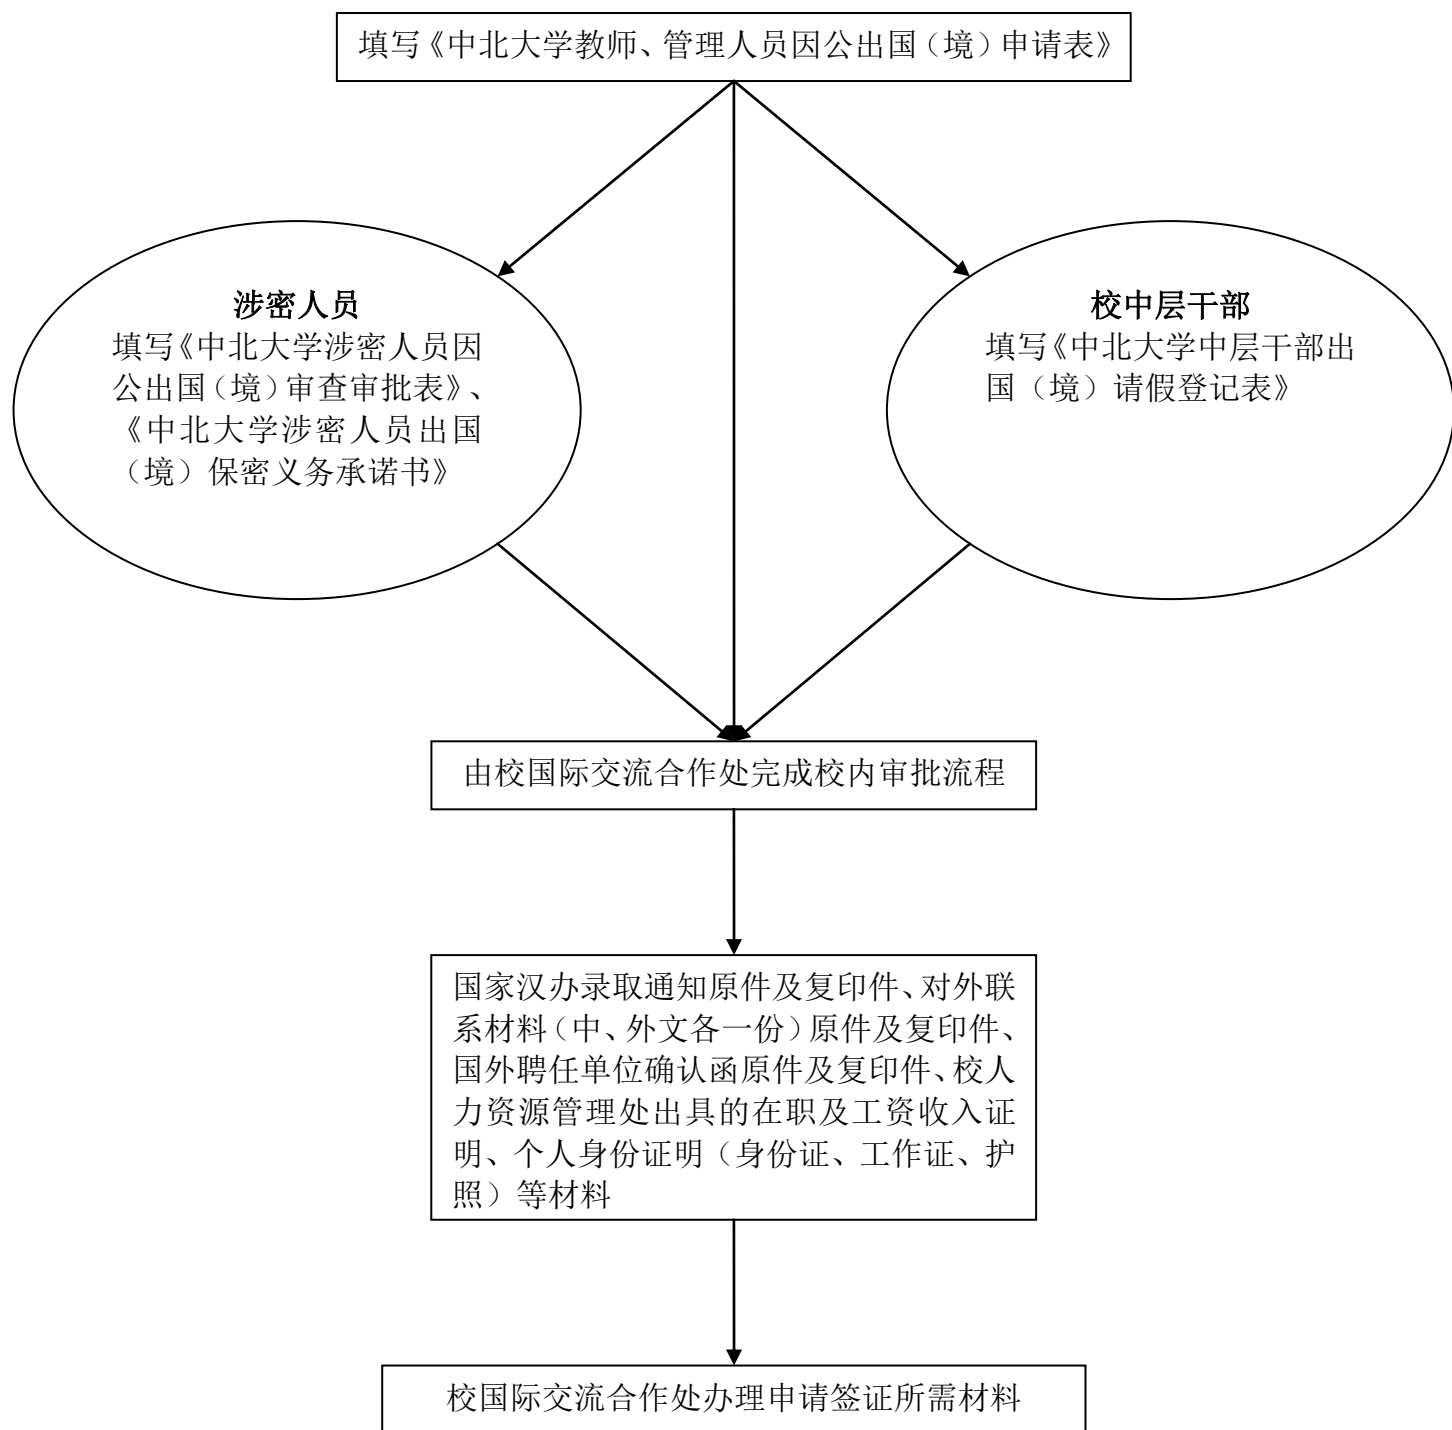 填写《中北大学教师、管理人员因公出国（境）申请表》
涉密人员
填写《中北大学涉密人员因
公出国（境）审查审批表》、
《中北大学涉密人员出国
（境）保密义务承诺书》
校中层干部
填写《中北大学中层干部出
国（境）请假登记表》
由校国际交流合作处完成校内审批流程
国家汉办录取通知原件及复印件、对外联
系材料（中、外文各一份）原件及复印件、
国外聘任单位确认函原件及复印件、校人
力资源管理处出具的在职及工资收入证
明、个人身份证明（身份证、工作证、护
照）等材料
校国际交流合作处办理申请签证所需材料